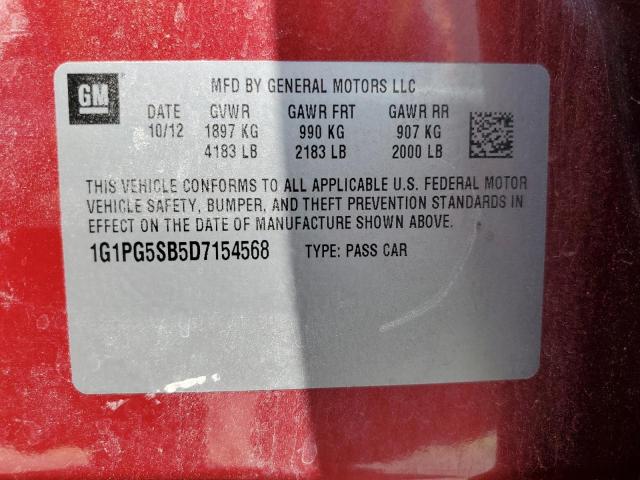 GM
MFD BY GENERAL MOTORS LLC
DATE GVWR GAWR FRT GAWR RR
10/12 1897 KG 990 KG 907 KG
4183 LB 2183 LB 2000 LB
THIS VEHICLE CONFORMS TO ALL APPLICABLE U.S. FEDERAL MOTOR
VEHICLE SAFETY, BUMPER, AND THEFT PREVENTION STANDARDS IN
EFFECT ON THE DATE OF MANUFACTURE SHOWN ABOVE.
1G1PG5SB5D7154568 TYPE: PASS CAR